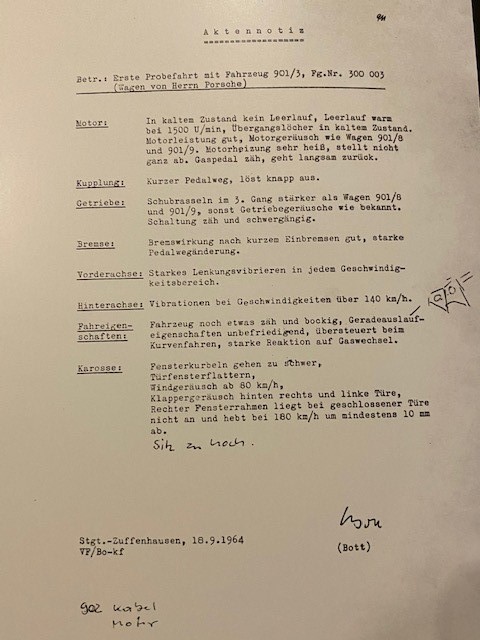 911
Aktennotiz
Betr.: Erste Probefahrt mit Fahrzeug 901/3, Fg.Nr. 300 003
(Wagen von Herrn Porsche)
Motor: In kaltem Zustand kein Leerlauf, Leerlauf warm
bei 1500 U/min, Übergangslöcher in kaltem Zustand.
Motorleistung gut, Motorgeräusch wie Wagen 901/8
und 901/9. Motorheizung sehr heiß, stellt nicht
ganz ab. Gaspedal zäh, geht langsam zurück.
Kupplung: Kurzer Pedalweg, löst knapp aus.
Getriebe: Schubrasseln im 3. Gang stärker als Wagen 901/8
und 901/9, sonst Getriebegeräusche wie bekannt.
Schaltung zäh und schwergängig.
Bremse: Bremswirkung nach kurzem Einbremsen gut, starke
Pedalwegänderung.
Vorderachse: Starkes Lenkungsvibrieren in jedem Geschwindig-
keitsbereich.
Hinterachse: Vibrationen bei Geschwindigkeiten über 140 km/h.
Fahreigen- Fahrzeug noch etwas zäh und bockig, Geradeauslauf-
schaften: eigenschaften unbefriedigend, übersteuert beim
Kurvenfahren, starke Reaktion auf Gaswechsel.
Karosse: Fensterkurbeln gehen zu schwer,
Türfensterflattern,
Windgeräusch ab 80 km/h,
Klappergeräusch hinten rechts und linke Türe,
Rechter Fensterrahmen liegt bei geschlossener Türe
nicht an und hebt bei 180 km/h um mindestens 10 mm
ab.
Sitz zu hoch.
Stgt.-Zuffenhausen, 18.9.1964
VF/Bo-kf
(Bott)
902 Kabel
Motor